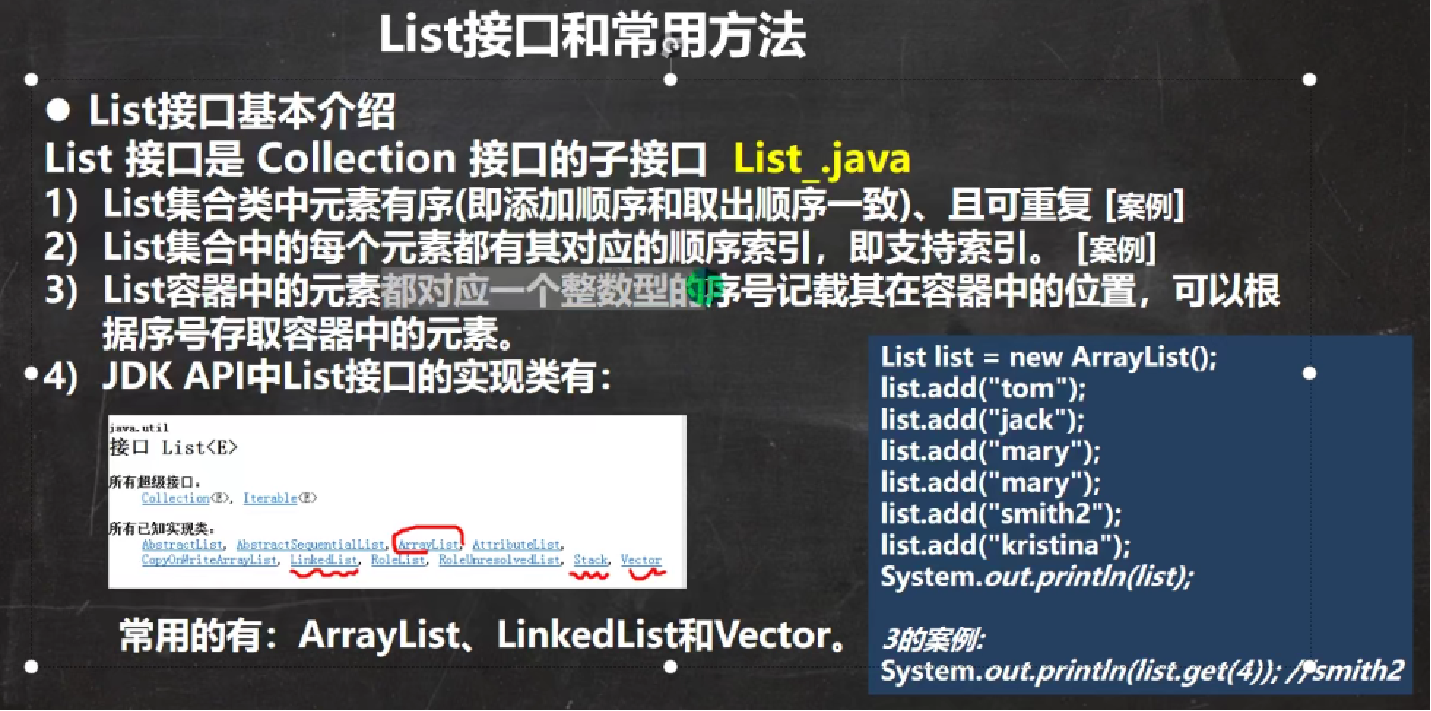 List接口和常用方法
● List接口基本介绍
List 接口是 Collection 接口的子接口 List_.java
1) List集合类中元素有序(即添加顺序和取出顺序一致)、且可重复 [案例]
2) List集合中的每个元素都有其对应的顺序索引，即支持索引。 [案例]
3) List容器中的元素都对应一个整数型的序号记载其在容器中的位置，可以根
据序号存取容器中的元素。
4) JDK API中List接口的实现类有：
java.util
接口 List<E>
所有超级接口：
Collection<E>, Iterable<E>
所有已知实现类：
AbstractList, AbstractSequentialList, ArrayList, AttributeList,
CopyOnWriteArrayList, LinkedList, RoleList, RoleUnresolvedList, Stack, Vector
常用的有：ArrayList、LinkedList和Vector。
List list = new ArrayList();
list.add("tom");
list.add("jack");
list.add("mary");
list.add("mary");
list.add("smith2");
list.add("kristina");
System.out.println(list);
3的案例:
System.out.println(list.get(4)); //smith2